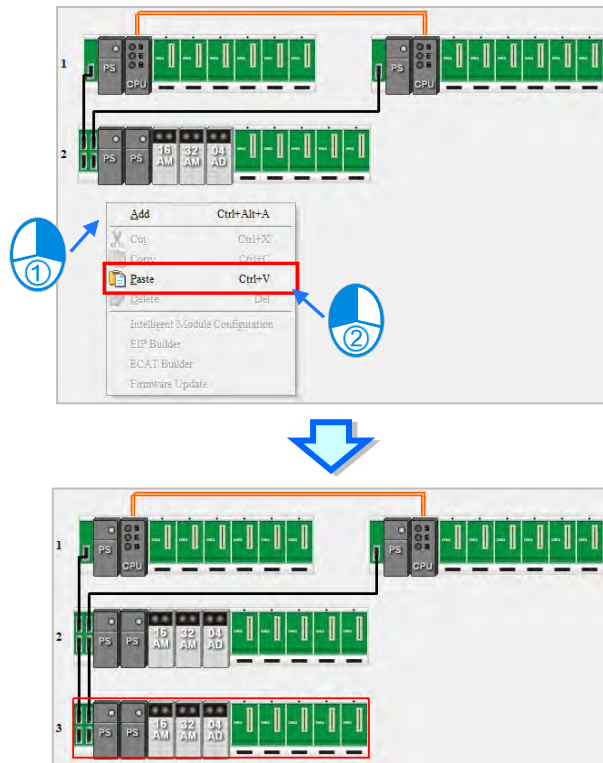 1
PS
S
E
B
CPU
PS
S
E
B
CPU
2
PS
PS
16
AM
32
AM
04
AD
Add Ctrl+Alt+A
Cut Ctrl+X
Copy Ctrl+C
Paste Ctrl+V
Delete Del
Intelligent Module Configuration
EIP Builder
ECAT Builder
Firmware Update
①
②
1
PS
S
E
B
CPU
PS
S
E
B
CPU
2
PS
PS
16
AM
32
AM
04
AD
3
PS
PS
16
AM
32
AM
04
AD